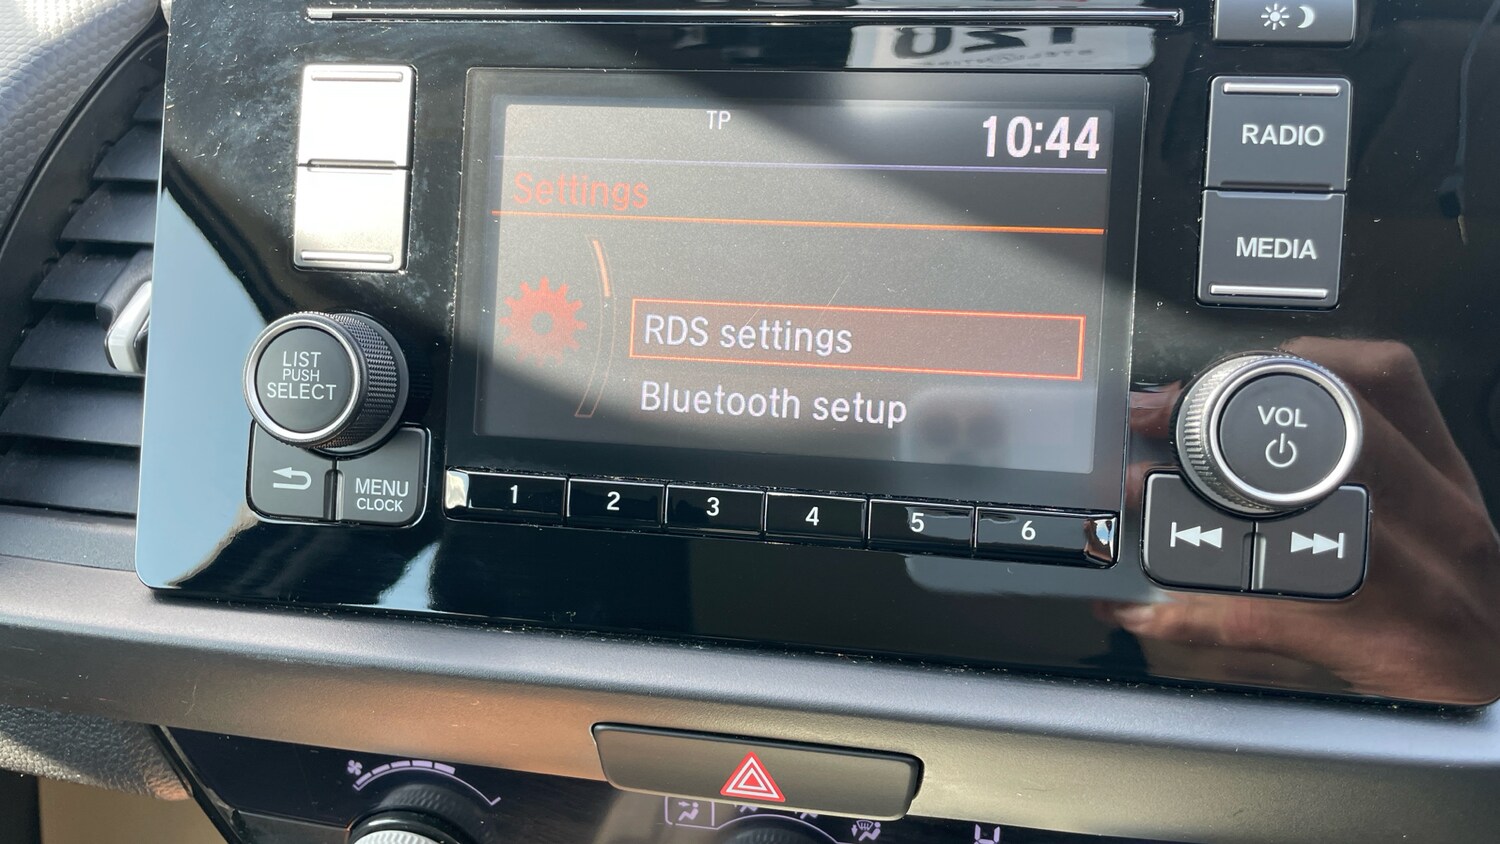 TP
10:44
Settings
RDS settings
Bluetooth setup
RADIO
MEDIA
LIST
PUSH
SELECT
MENU
CLOCK
VOL
1 2 3 4 5 6